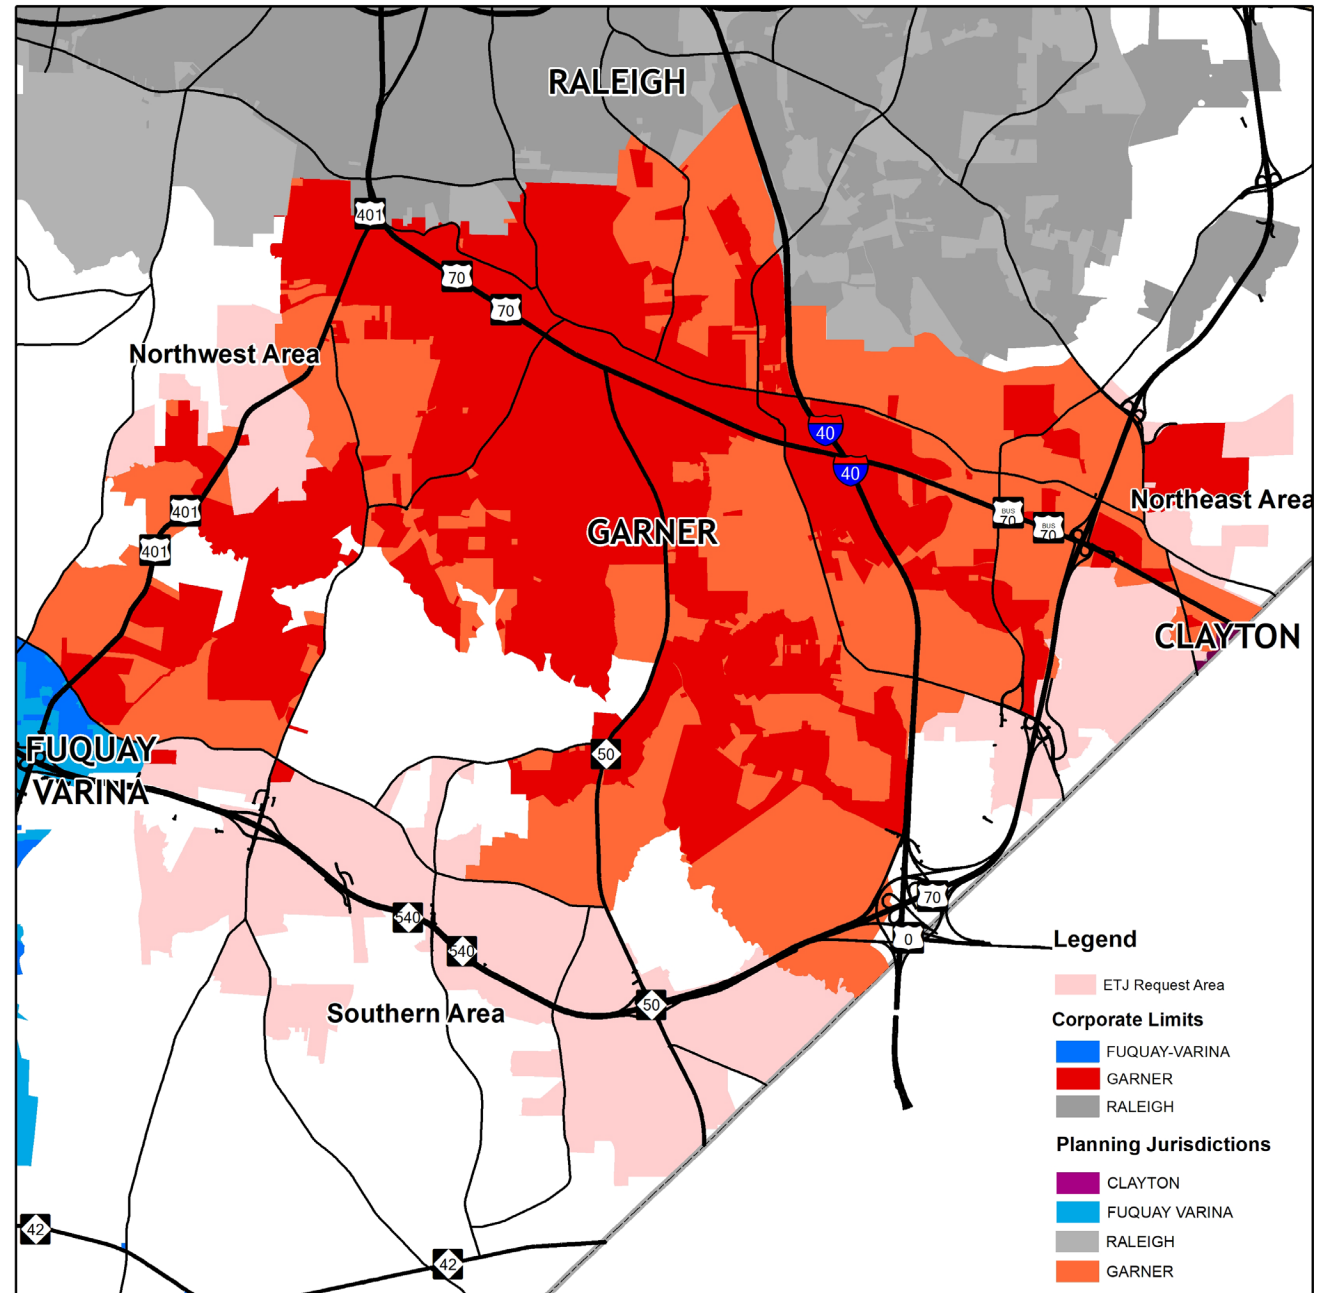 RALEIGH
401
70
70
Northwest Area
40
40
401
401
GARNER
BUS
70
BUS
70
Northeast Area
CLAYTON
FUQUAY
VARINA
50
540
540
50
70
0
Southern Area
42
42
Legend
ETJ Request Area
Corporate Limits
FUQUAY-VARINA
GARNER
RALEIGH
Planning Jurisdictions
CLAYTON
FUQUAY VARINA
RALEIGH
GARNER